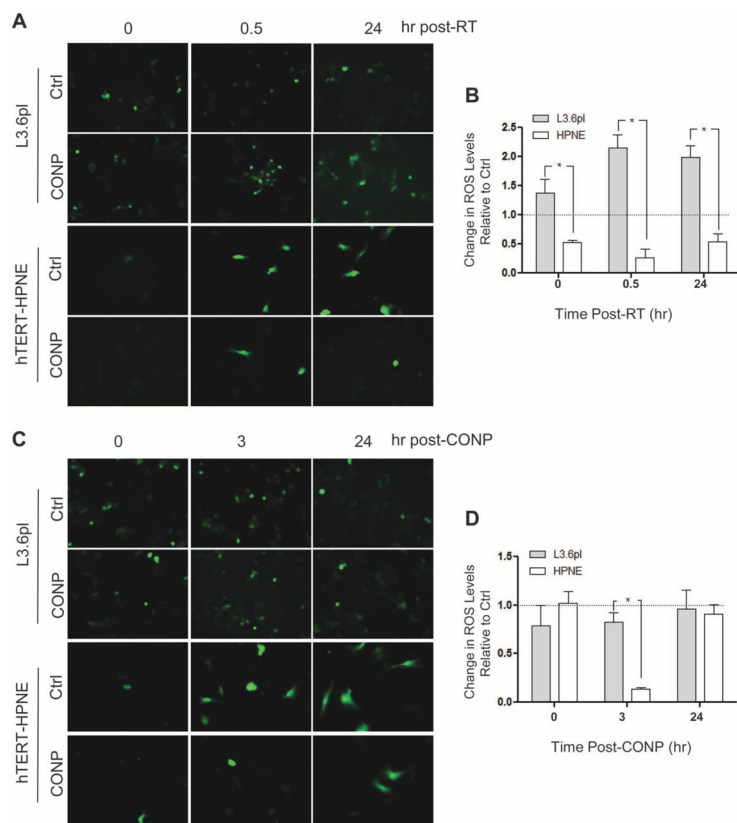 A
0 0.5 24 hr post-RT
L3.6pl
Ctrl
CONP
hTERT-HPNE
Ctrl
CONP
B
L3.6pl
HPNE
Change in ROS Levels
Relative to Ctrl
2.5
2.0
1.5
1.0
0.5
0.0
* * *
0 0.5 24
Time Post-RT (hr)
C
0 3 24 hr post-CONP
L3.6pl
Ctrl
CONP
hTERT-HPNE
Ctrl
CONP
D
L3.6pl
HPNE
Change in ROS Levels
Relative to Ctrl
1.5
1.0
0.5
0.0
*
0 3 24
Time Post-CONP (hr)